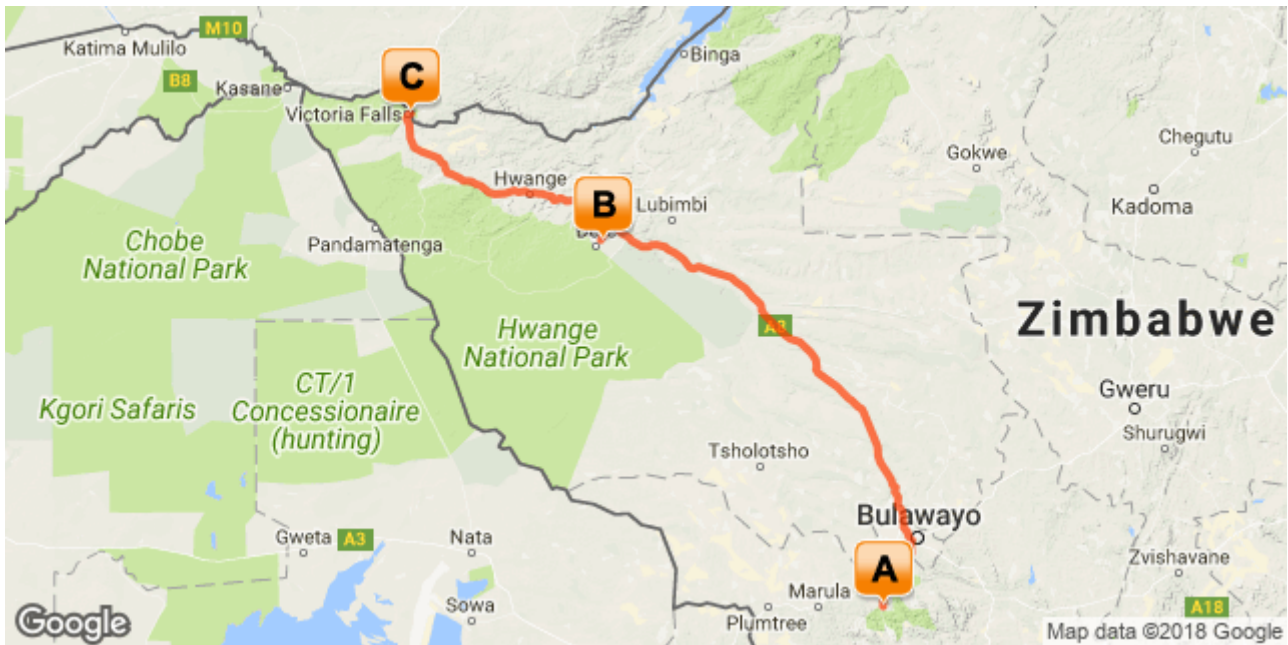 M10
Katima Mulilo
B8
Kasane
C
Victoria Falls
Binga
Chegutu
Gokwe
Kadoma
Hwange
B
Lubimbi
Pandamatenga
Chobe
National Park
Hwange
National Park
Zimbabwe
CT/1
Concessionaire
(hunting)
Kgori Safaris
Gweru
Shurugwi
Tsholotsho
Bulawayo
Gweta
A3
Nata
A
Zvishavane
Marula
Sowa
Plumtree
A18
Google
Map data ©2018 Google